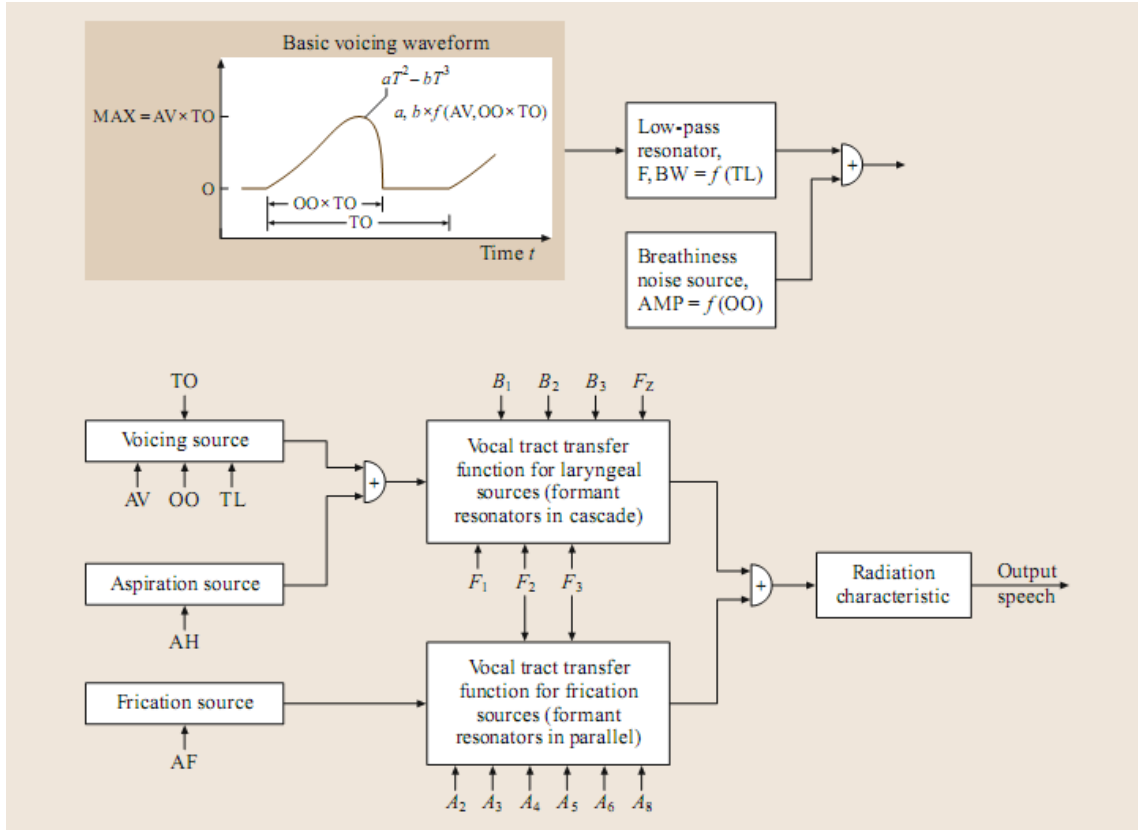 Basic voicing waveform
aT² – bT³
MAX = AV × TO
a, b × f (AV, OO × TO)
O
OO × TO
TO
Time t
Low-pass
resonator,
F, BW = f (TL)
+
Breathiness
noise source,
AMP = f (OO)
TO
B₁ B₂ B₃ F_Z
Voicing source
AV OO TL
+
Vocal tract transfer
function for laryngeal
sources (formant
resonators in cascade)
Aspiration source
AH
F₁ F₂ F₃
+
Radiation
characteristic
Output
speech
Frication source
AF
Vocal tract transfer
function for frication
sources (formant
resonators in parallel)
A₂ A₃ A₄ A₅ A₆ A₈